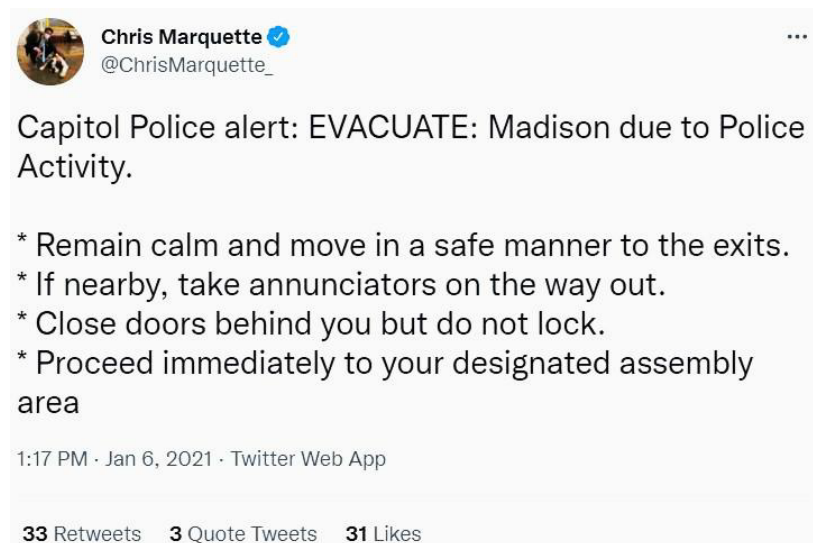 Chris Marquette
@ChrisMarquette_
...
Capitol Police alert: EVACUATE: Madison due to Police
Activity.
* Remain calm and move in a safe manner to the exits.
* If nearby, take annunciators on the way out.
* Close doors behind you but do not lock.
* Proceed immediately to your designated assembly
area
1:17 PM · Jan 6, 2021 · Twitter Web App
33 Retweets 3 Quote Tweets 31 Likes